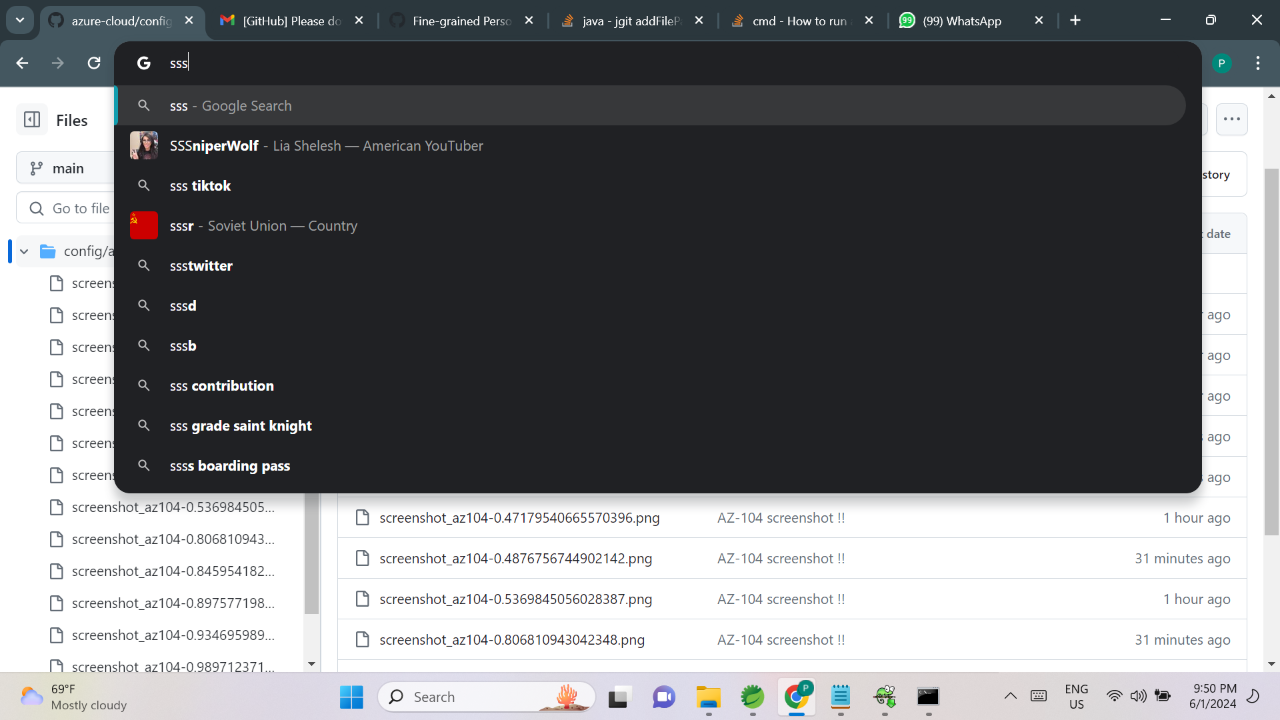 azure-cloud/config
[GitHub] Please do
Fine-grained Perso
java - jgit addFileP
cmd - How to run
99
(99) WhatsApp
G
sss
P
sss - Google Search
SSSniperWolf - Lia Shelesh — American YouTuber
sss tiktok
sssr - Soviet Union — Country
ssstwitter
sssd
sssb
sss contribution
sss grade saint knight
ssss boarding pass
Files
main
Go to file
config/a
screens
screens
screens
screens
screens
screens
screens
screenshot_az104-0.536984505...
screenshot_az104-0.806810943...
screenshot_az104-0.845954182...
screenshot_az104-0.897577198...
screenshot_az104-0.934695989...
screenshot_az104-0.989712371...
story
date
ago
ago
ago
ago
ago
screenshot_az104-0.47179540665570396.png AZ-104 screenshot !! 1 hour ago
screenshot_az104-0.4876756744902142.png AZ-104 screenshot !! 31 minutes ago
screenshot_az104-0.5369845056028387.png AZ-104 screenshot !! 1 hour ago
screenshot_az104-0.806810943042348.png AZ-104 screenshot !! 31 minutes ago
69°F
Mostly cloudy
Search
P
ENG
US
9:50 PM
6/1/2024